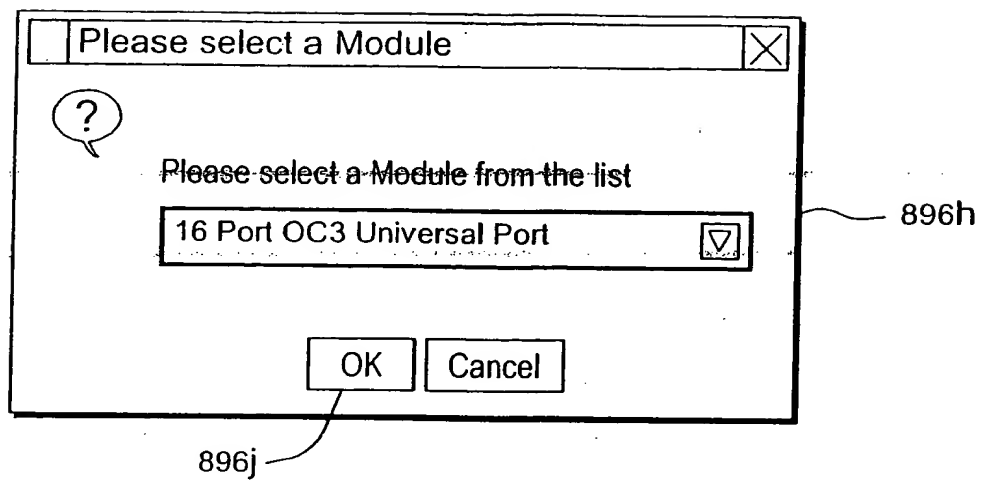 Please select a Module
?
Please select a Module from the list
16 Port OC3 Universal Port
896h
OK
Cancel
896j